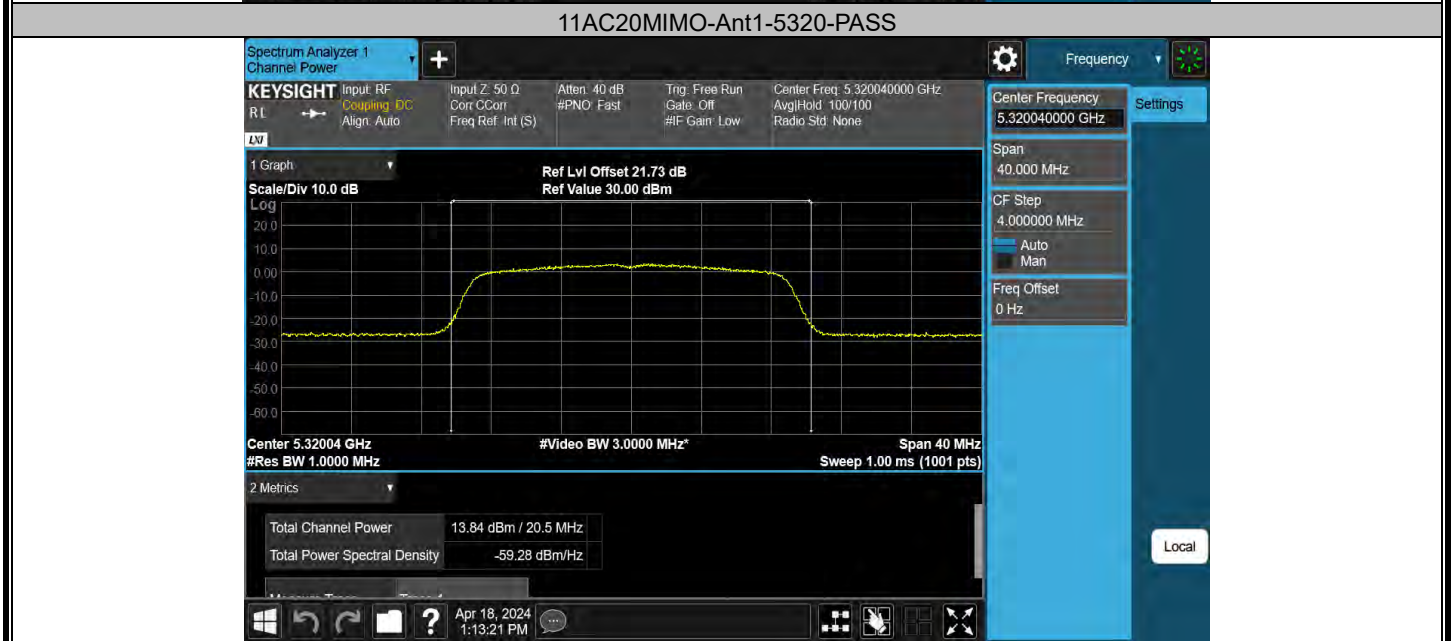 11AC20MIMO-Ant1-5320-PASS
Spectrum Analyzer 1
Channel Power
+
Frequency
KEYSIGHT
RL
LXI
Input: RF
Coupling: DC
Align: Auto
Input Z: 50 Ω
Corr CCorr
Freq Ref: Int (S)
Atten: 40 dB
#PNO: Fast
Trig: Free Run
Gate: Off
#IF Gain: Low
Center Freq: 5.320040000 GHz
Avg|Hold: 100/100
Radio Std: None
Center Frequency
5.320040000 GHz
Settings
Span
40.000 MHz
CF Step
4.000000 MHz
Auto
Man
Freq Offset
0 Hz
1 Graph
Scale/Div 10.0 dB
Ref Lvl Offset 21.73 dB
Ref Value 30.00 dBm
Log
20.0
10.0
0.00
-10.0
-20.0
-30.0
-40.0
-50.0
-60.0
Center 5.32004 GHz
#Res BW 1.0000 MHz
#Video BW 3.0000 MHz*
Span 40 MHz
Sweep 1.00 ms (1001 pts)
2 Metrics
Total Channel Power 13.84 dBm / 20.5 MHz
Total Power Spectral Density -59.28 dBm/Hz
Local
?
Apr 18, 2024
1:13:21 PM